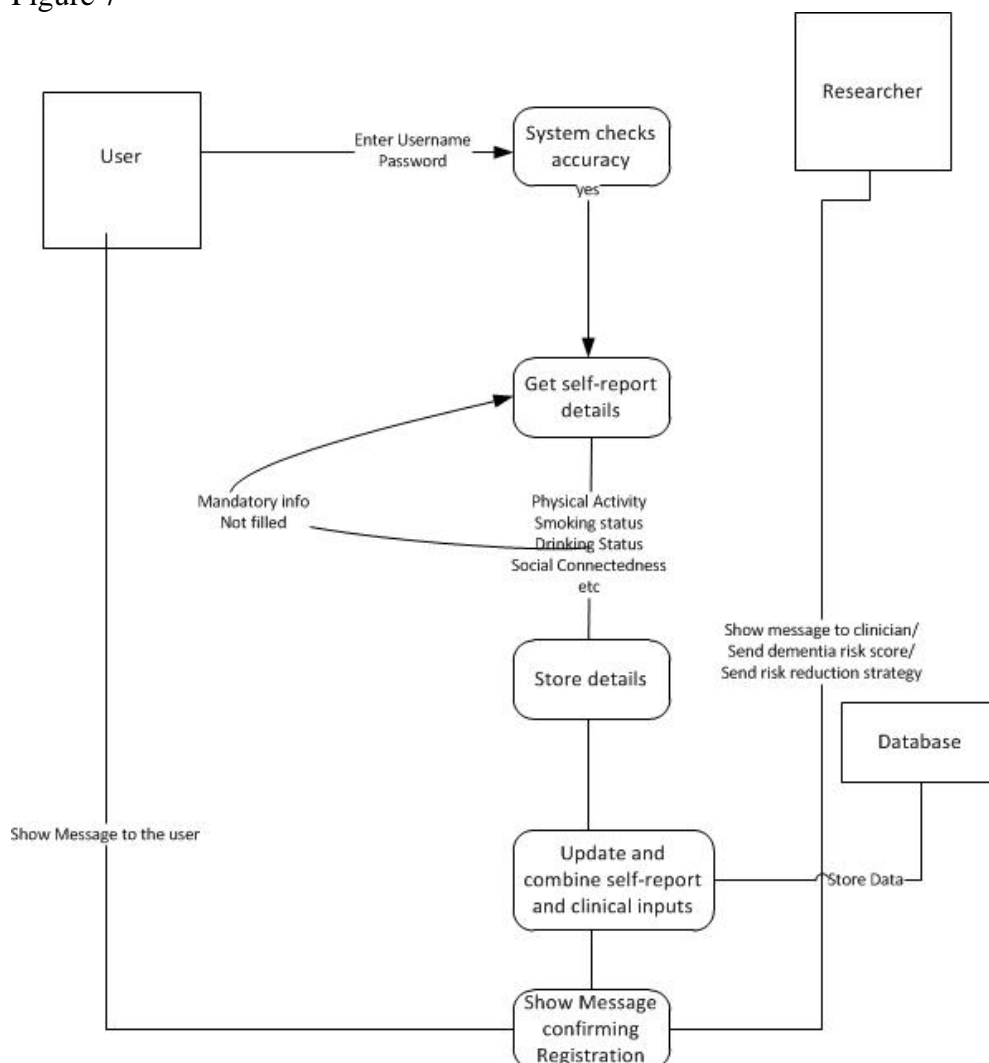 Figure 7
Researcher
User
Enter Username
Password
System checks
accuracy
yes
Get self-report
details
Mandatory info
Not filled
Physical Activity
Smoking status
Drinking Status
Social Connectedness
etc
Show message to clinician/
Send dementia risk score/
Send risk reduction strategy
Store details
Database
Show Message to the user
Update and
combine self-report
and clinical inputs
Store Data
Show Message
confirming
Registration